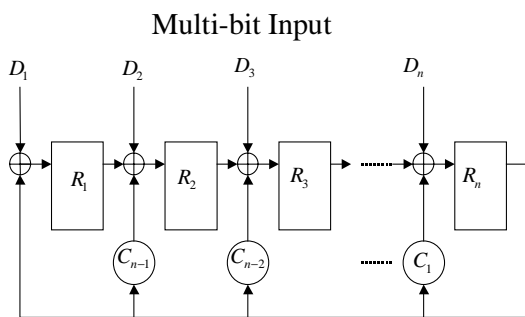 Multi-bit Input
D₁ D₂ D₃ Dₙ
R₁ R₂ R₃ Rₙ
Cₙ₋₁ Cₙ₋₂ C₁